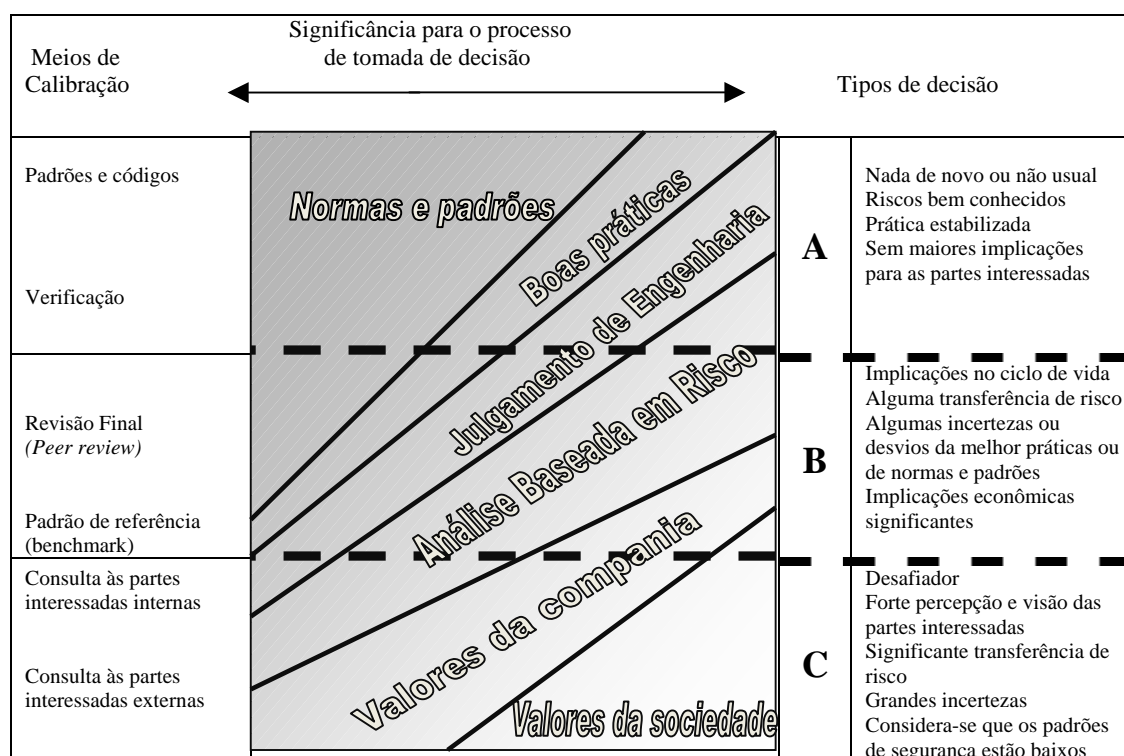 Meios de
Calibração
Significância para o processo
de tomada de decisão
Tipos de decisão
Padrões e códigos
Verificação
Revisão Final
(Peer review)
Padrão de referência
(benchmark)
Consulta às partes
interessadas internas
Consulta às partes
interessadas externas
Normas e padrões
Boas práticas
Julgamento de Engenharia
Análise Baseada em Risco
Valores da compania
Valores da sociedade
A
Nada de novo ou não usual
Riscos bem conhecidos
Prática estabilizada
Sem maiores implicações
para as partes interessadas
B
Implicações no ciclo de vida
Alguma transferência de risco
Algumas incertezas ou
desvios da melhor práticas ou
de normas e padrões
Implicações econômicas
significantes
C
Desafiador
Forte percepção e visão das
partes interessadas
Significante transferência de
risco
Grandes incertezas
Considera-se que os padrões
de segurança estão baixos